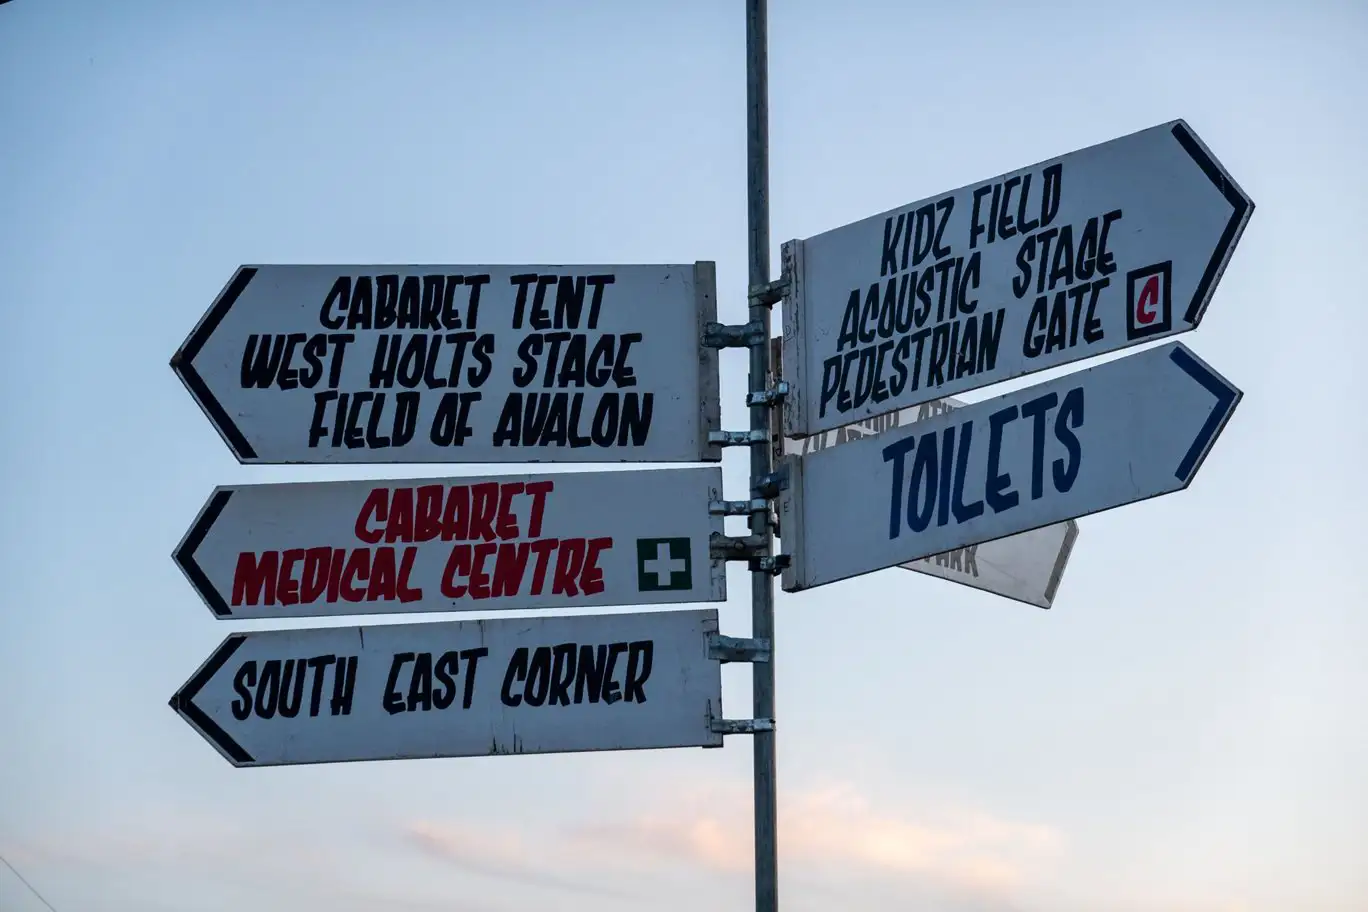 CABARET TENT
WEST HOLTS STAGE
FIELD OF AVALON
CABARET
MEDICAL CENTRE
SOUTH EAST CORNER
KIDZ FIELD
ACOUSTIC STAGE
PEDESTRIAN GATE C
TOILETS